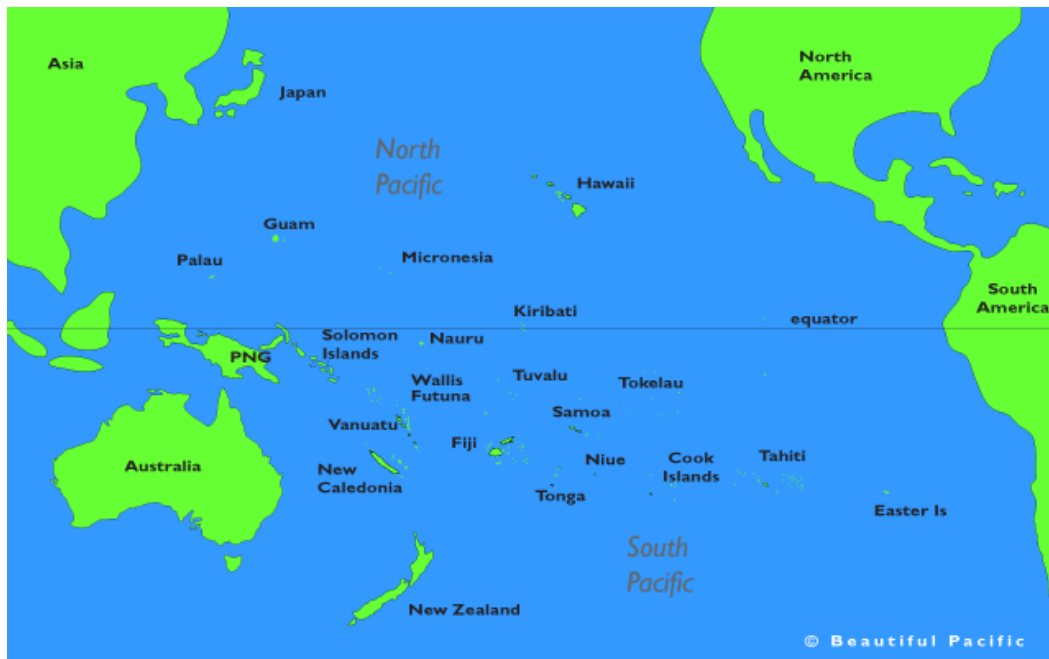 Asia
North
America
Japan
North
Pacific
Hawaii
Guam
Palau
Micronesia
South
America
Kiribati
equator
Solomon
Islands
Nauru
PNG
Wallis
Futuna
Tuvalu
Tokelau
Samoa
Vanuatu
Fiji
Australia
New
Caledonia
Niue
Cook
Islands
Tahiti
Tonga
Easter Is
South
Pacific
New Zealand
© Beautiful Pacific